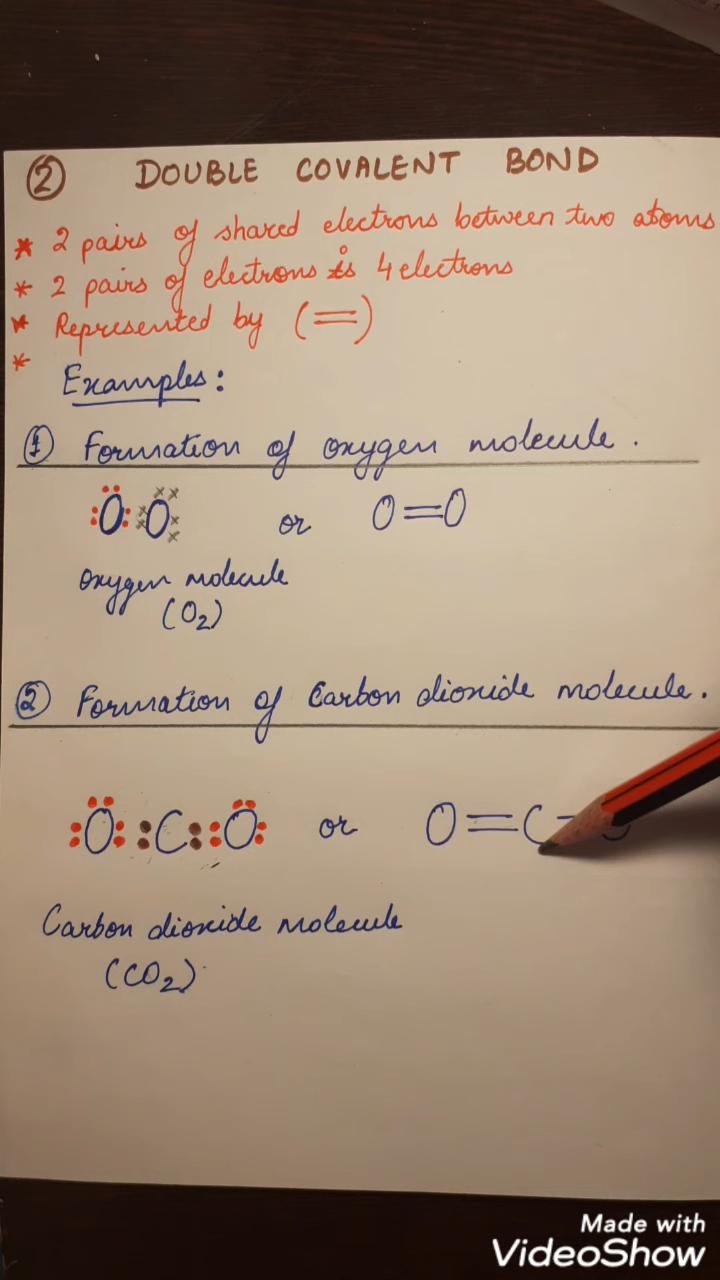 ② DOUBLE COVALENT BOND
* 2 pairs of shared electrons between two atoms
* 2 pairs of electrons is 4 electrons
* Represented by (=)
*
Examples:
① Formation of oxygen molecule.
O O or O=O
oxygen molecule
(O₂)
② Formation of Carbon dioxide molecule.
O C O or O=C
Carbon dioxide molecule
(CO₂)
Made with
VideoShow